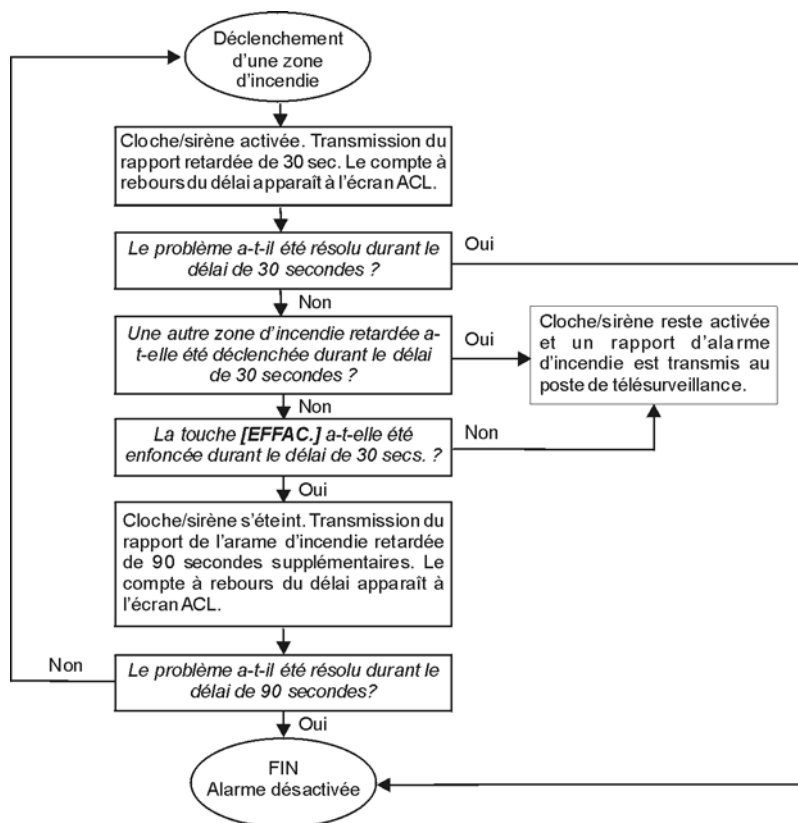 Déclenchement
d'une zone
d'incendie
Cloche/sirène activée. Transmission du
rapport retardée de 30 sec. Le compte à
rebours du délai apparaît à l'écran ACL.
Le problème a-t-il été résolu durant le
délai de 30 secondes ?
Oui
Non
Une autre zone d'incendie retardée a-
t-elle été déclenchée durant le délai
de 30 secondes ?
Oui
Cloche/sirène reste activée
et un rapport d'alarme
d'incendie est transmis au
poste de télésurveillance.
Non
La touche [EFFAC.] a-t-elle été
enfoncée durant le délai de 30 secs. ?
Non
Oui
Cloche/sirène s'éteint. Transmission du
rapport de l'arame d'incendie retardée
de 90 secondes supplémentaires. Le
compte à rebours du délai apparaît à
l'écran ACL.
Non
Le problème a-t-il été résolu durant le
délai de 90 secondes?
Oui
FIN
Alarme désactivée